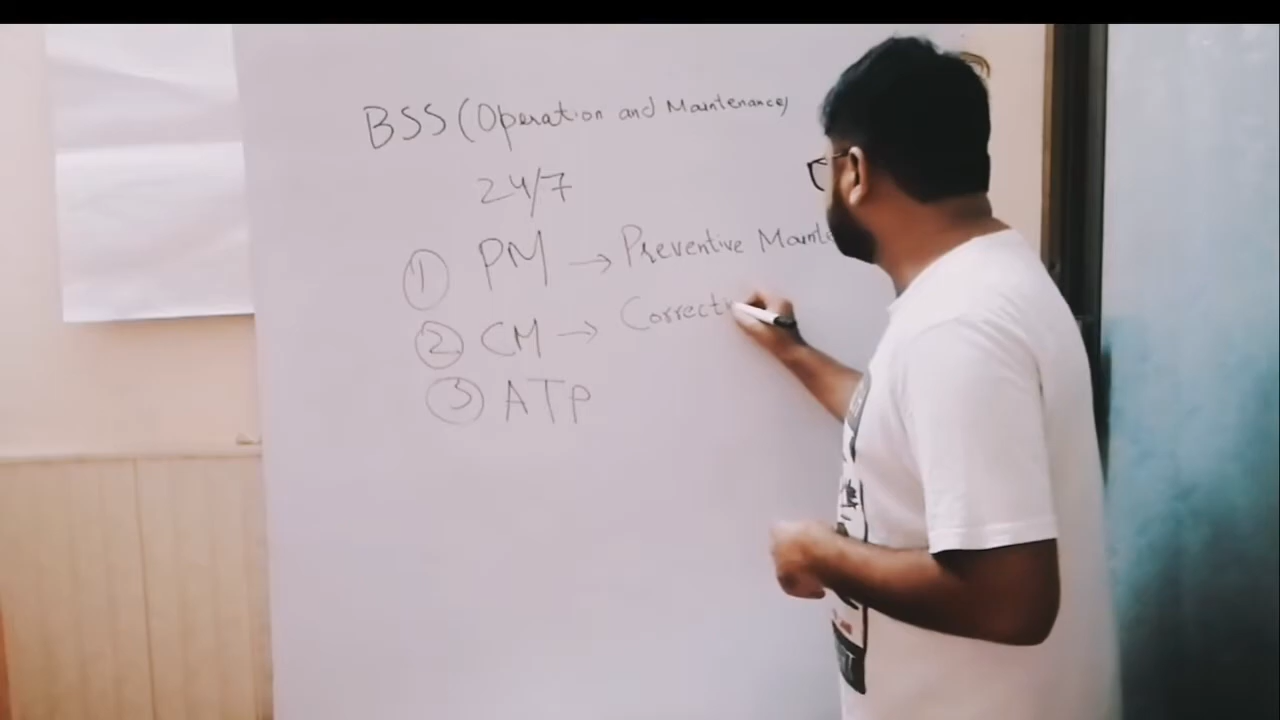 BSS (Operation and Maintenance)
24/7
① PM → Preventive Mainte
② CM → Correcti
③ ATP